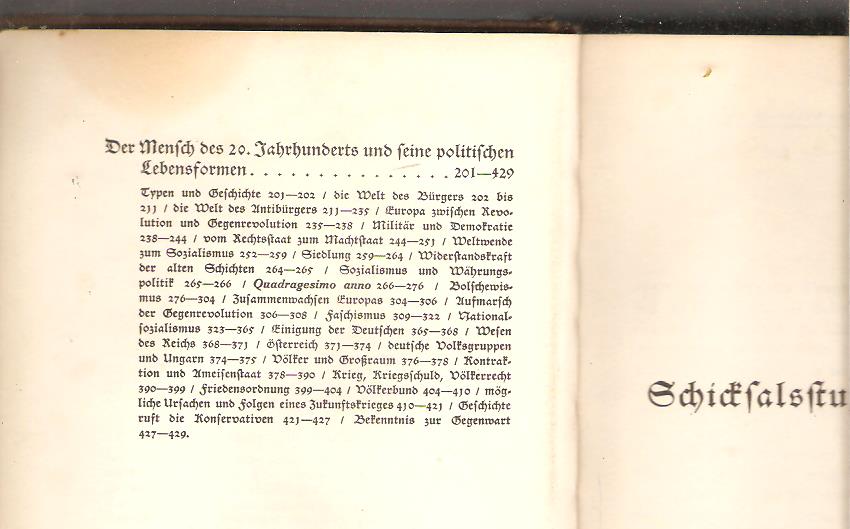 Der Mensch des 20. Jahrhunderts und seine politischen
Lebensformen. . . . . . . . . . . . . . . . 201—429
Typen und Geschichte 201—202 / die Welt des Bürgers 202 bis
211 / die Welt des Antibürgers 211—235 / Europa zwischen Revo-
lution und Gegenrevolution 235—238 / Militär und Demokratie
238—244 / vom Rechtsstaat zum Machtstaat 244—251 / Weltwende
zum Sozialismus 252—259 / Siedlung 259—264 / Widerstandskraft
der alten Schichten 264—265 / Sozialismus und Währungs-
politik 265—266 / Quadragesimo anno 266—276 / Bolschewis-
mus 276—304 / Zusammenwachsen Europas 304—306 / Aufmarsch
der Gegenrevolution 306—308 / Faschismus 309—322 / National-
sozialismus 323—365 / Einigung der Deutschen 365—368 / Wesen
des Reichs 368—371 / Österreich 371—374 / deutsche Volksgruppen
und Ungarn 374—375 / Völker und Großraum 376—378 / Kontrak-
tion und Ameisenstaat 378—390 / Krieg, Kriegsschuld, Völkerrecht
390—399 / Friedensordnung 399—404 / Völkerbund 404—410 / mög-
liche Ursachen und Folgen eines Zukunftskrieges 410—421 / Geschichte
ruft die Konservativen 421—427 / Bekenntnis zur Gegenwart
427—429.
Schicksalsstu